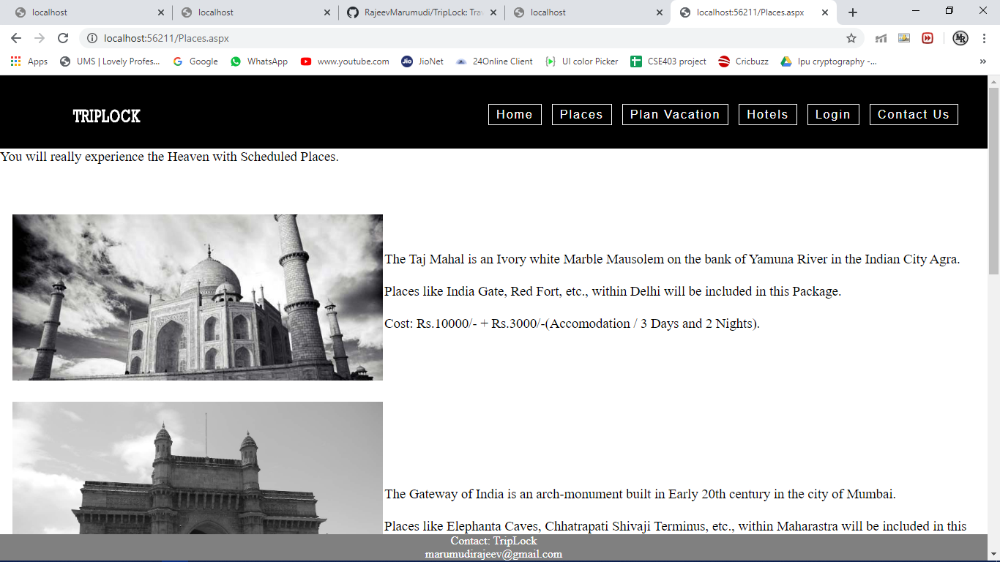 localhost
localhost
RajeevMarumudi/TripLock: Trav
localhost
localhost:56211/Places.aspx
localhost:56211/Places.aspx
Apps
UMS | Lovely Profes...
Google
WhatsApp
www.youtube.com
Jio
JioNet
24Online Client
UI color Picker
CSE403 project
Cricbuzz
lpu cryptography -...
»
TRIPLOCK
Home
Places
Plan Vacation
Hotels
Login
Contact Us
You will really experience the Heaven with Scheduled Places.
The Taj Mahal is an Ivory white Marble Mausolem on the bank of Yamuna River in the Indian City Agra.
Places like India Gate, Red Fort, etc., within Delhi will be included in this Package.
Cost: Rs.10000/- + Rs.3000/-(Accomodation / 3 Days and 2 Nights).
The Gateway of India is an arch-monument built in Early 20th century in the city of Mumbai.
Places like Elephanta Caves, Chhatrapati Shivaji Terminus, etc., within Maharastra will be included in this
Contact: TripLock
marumudirajeev@gmail.com